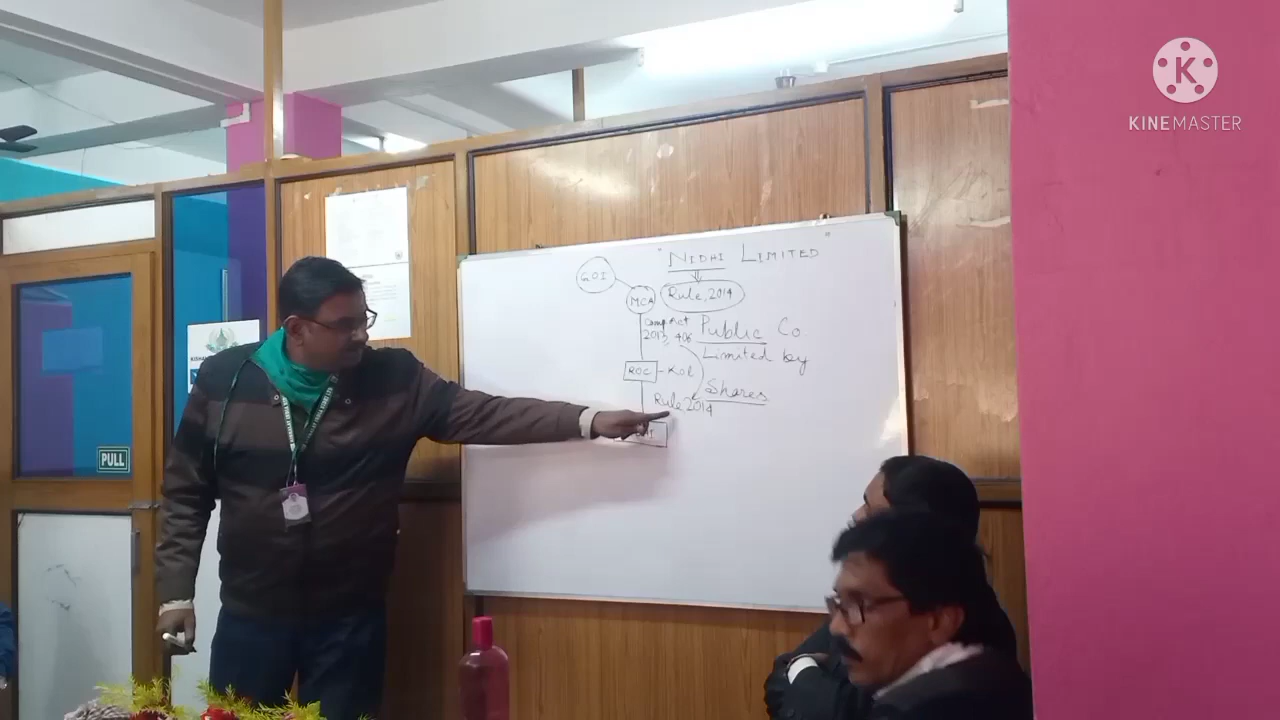 KINEMASTER
" NIDHI LIMITED "
GOI
MCA
Rule, 2014
Comp Act
2013, 406
Public Co.
Limited by
Shares
ROC - Kol
Rule 2014
PULL